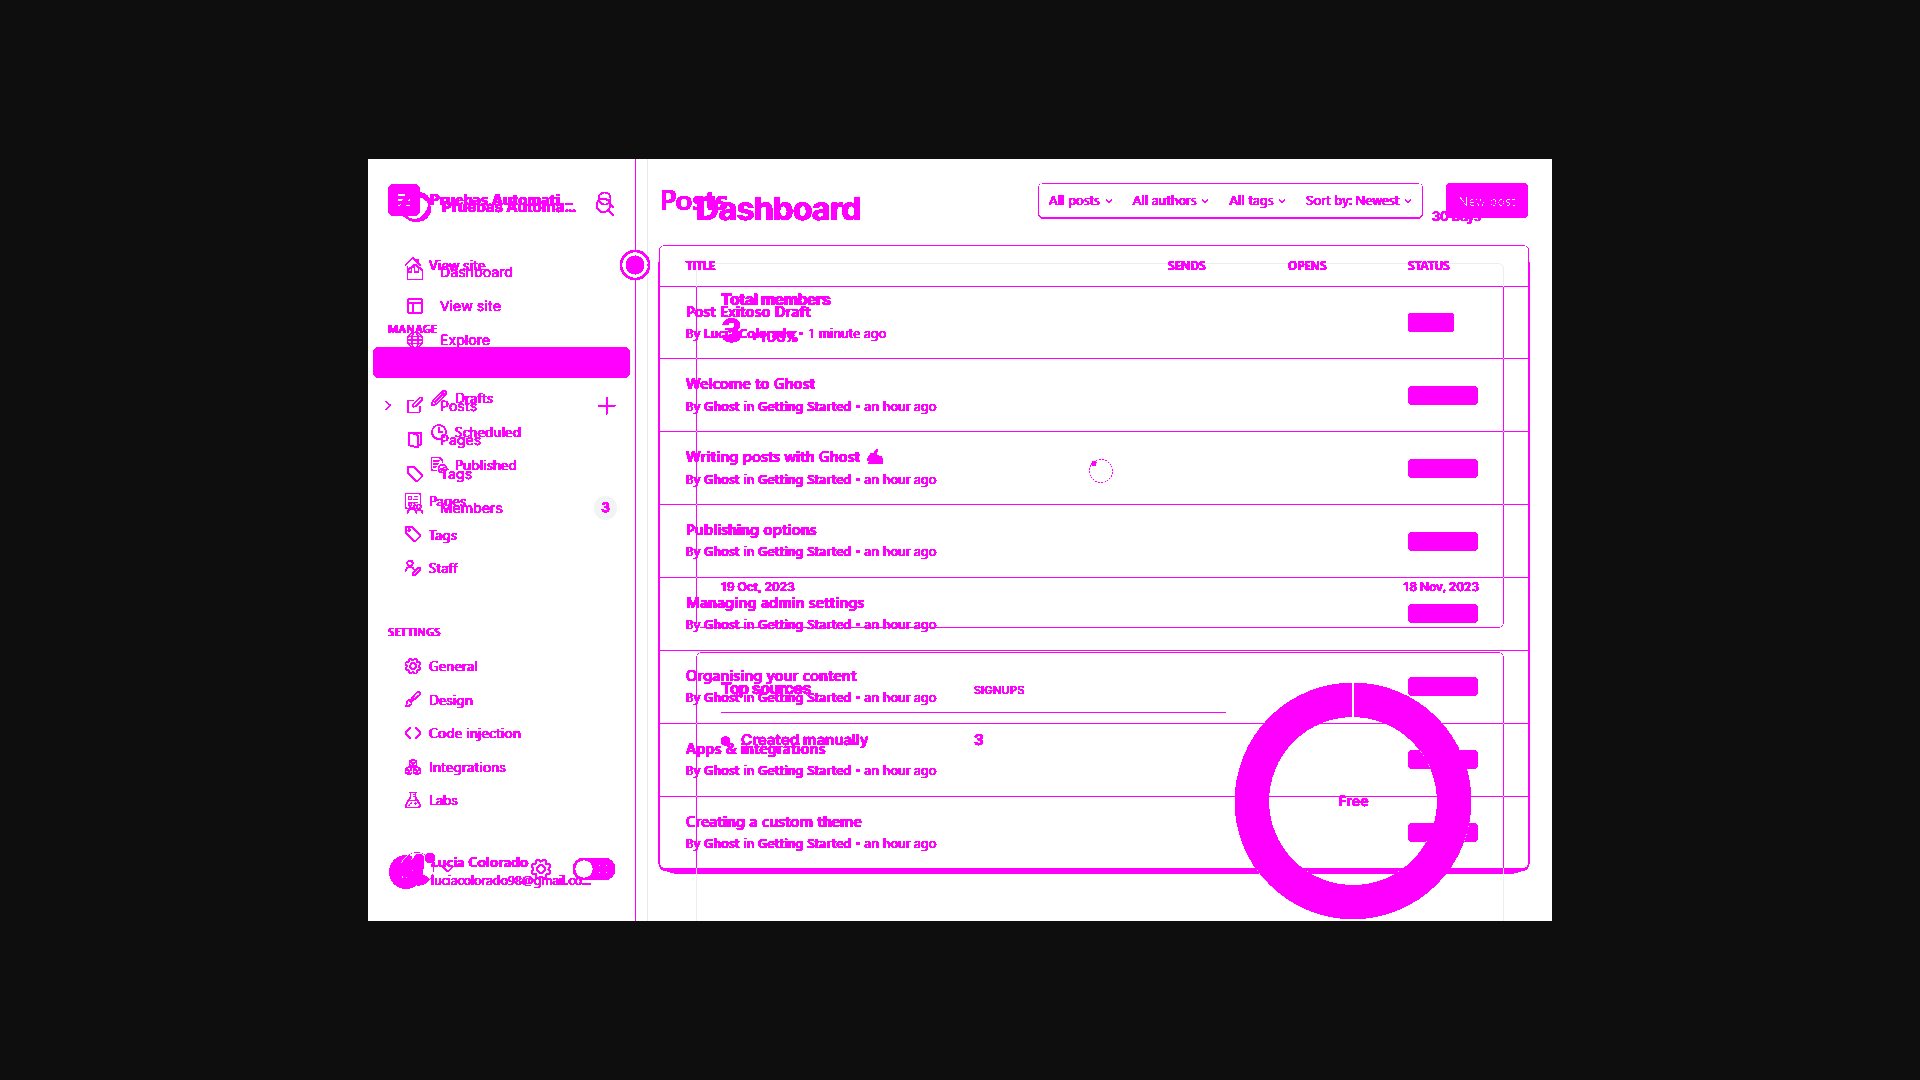 Pruebas Automati...
Pruebas Automa...
Posts
Dashboard
All posts
All authors
All tags
Sort by: Newest
New post
30 Days
View site
Dashboard
View site
MANAGE
Explore
Drafts
Posts
Scheduled
Pages
Published
Tags
Pages
Members
3
Tags
Staff
SETTINGS
General
Design
Code injection
Integrations
Labs
Lucia Colorado
luciacolorado98@gmail.co...
TITLE
SENDS
OPENS
STATUS
Total members
3
100%
Post Exitoso Draft
By Lucia Colorado • 1 minute ago
Welcome to Ghost
By Ghost in Getting Started • an hour ago
Writing posts with Ghost ✍
By Ghost in Getting Started • an hour ago
Publishing options
By Ghost in Getting Started • an hour ago
19 Oct, 2023
18 Nov, 2023
Managing admin settings
By Ghost in Getting Started • an hour ago
Organising your content
By Ghost in Getting Started • an hour ago
Top sources
SIGNUPS
Created manually
3
Apps & integrations
By Ghost in Getting Started • an hour ago
Free
Creating a custom theme
By Ghost in Getting Started • an hour ago